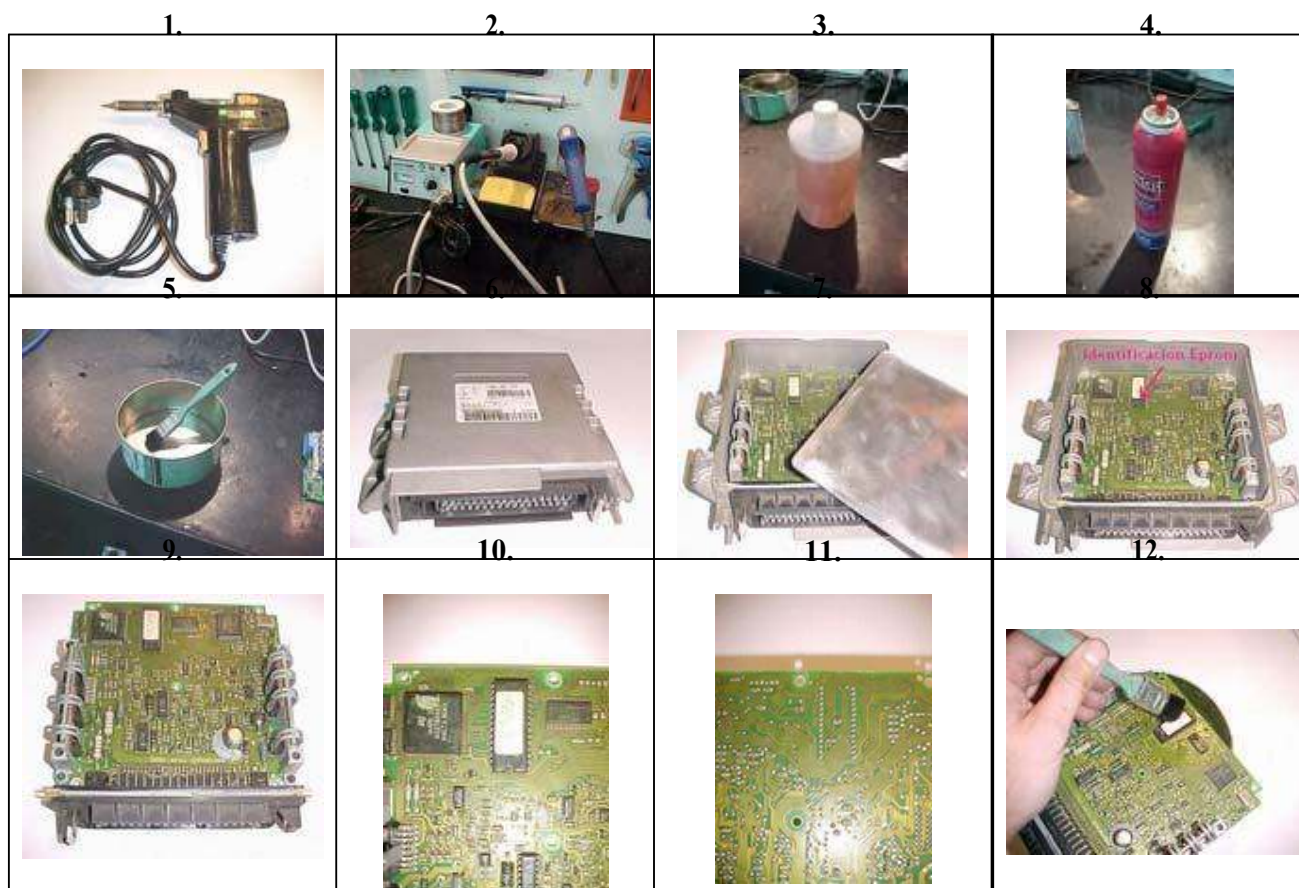 1. 2. 3. 4.
5. 6. 7. 8.
Identificacion Eprom
9. 10. 11. 12.